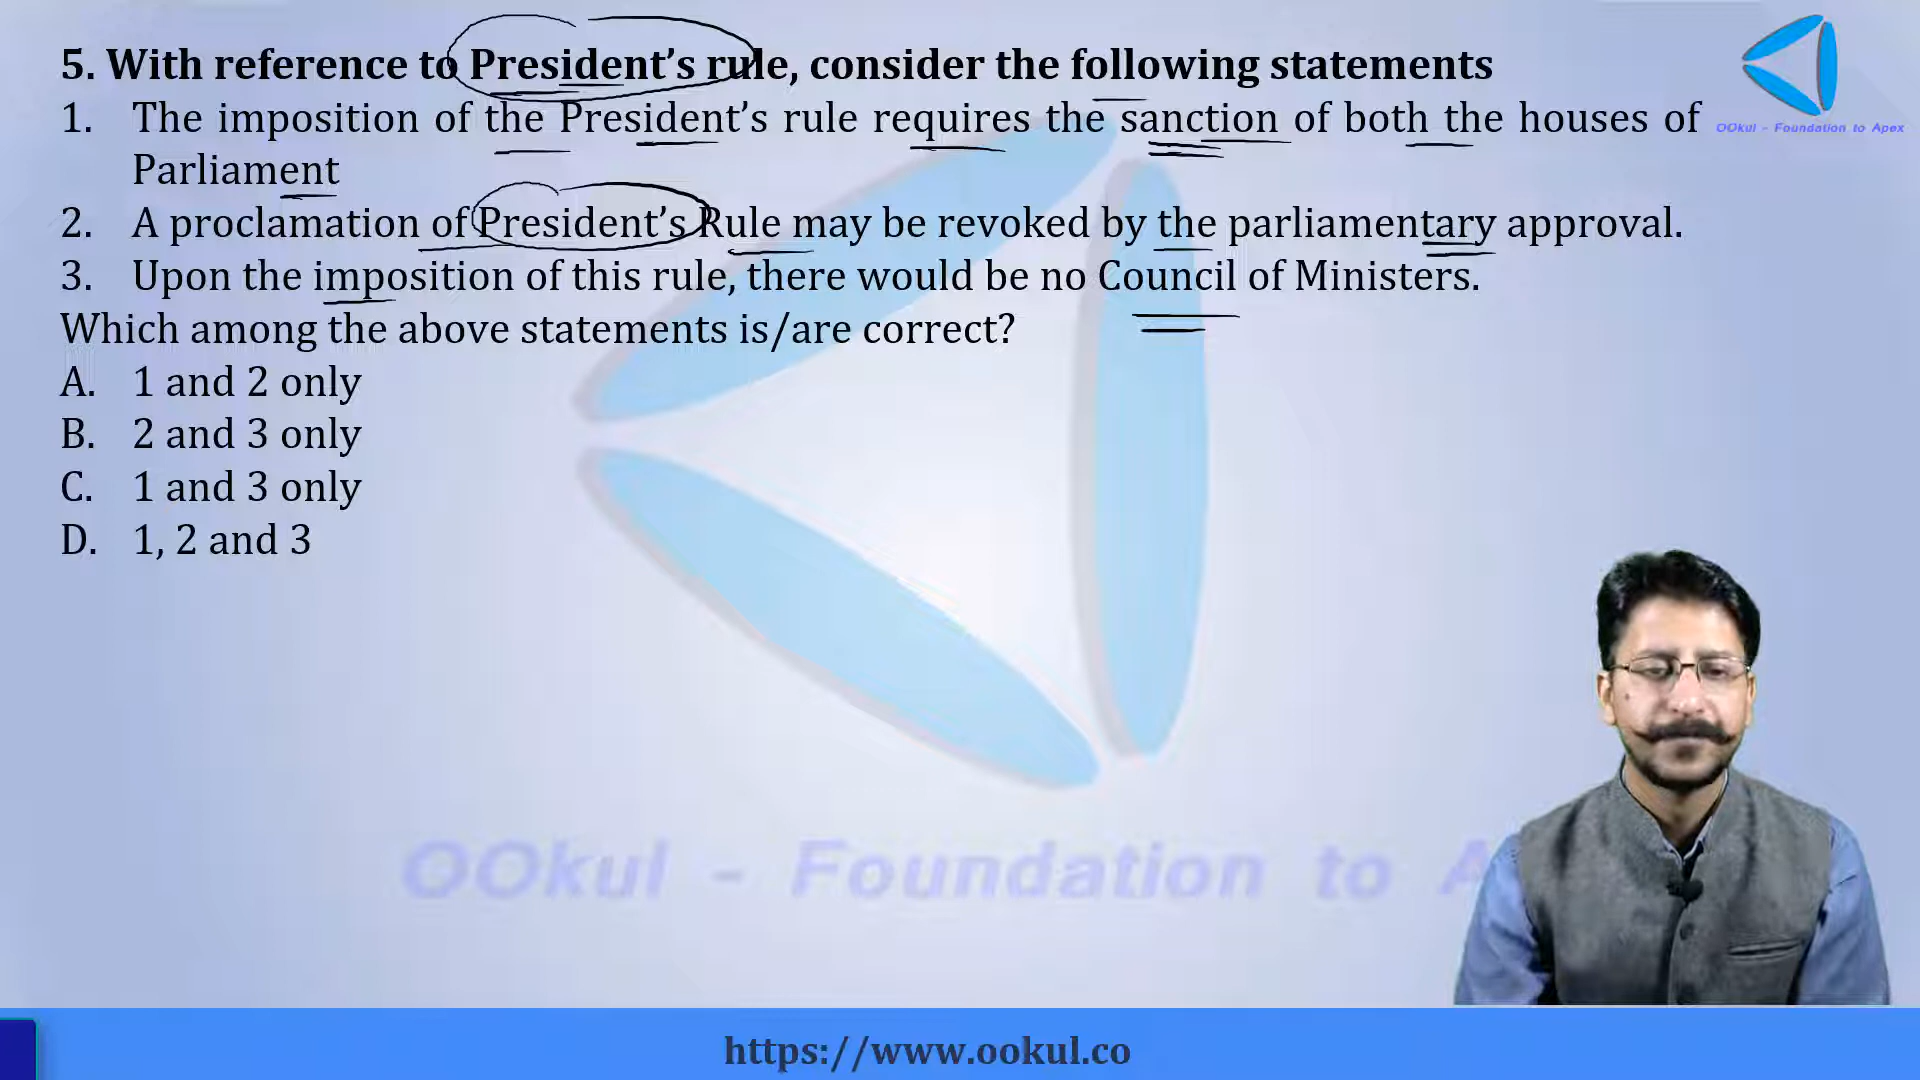 5. With reference to President’s rule, consider the following statements
1. The imposition of the President’s rule requires the sanction of both the houses of
Parliament
2. A proclamation of President’s Rule may be revoked by the parliamentary approval.
3. Upon the imposition of this rule, there would be no Council of Ministers.
Which among the above statements is/are correct?
A. 1 and 2 only
B. 2 and 3 only
C. 1 and 3 only
D. 1, 2 and 3
OOkul - Foundation to Apex
OOkul - Foundation to A
https://www.ookul.co